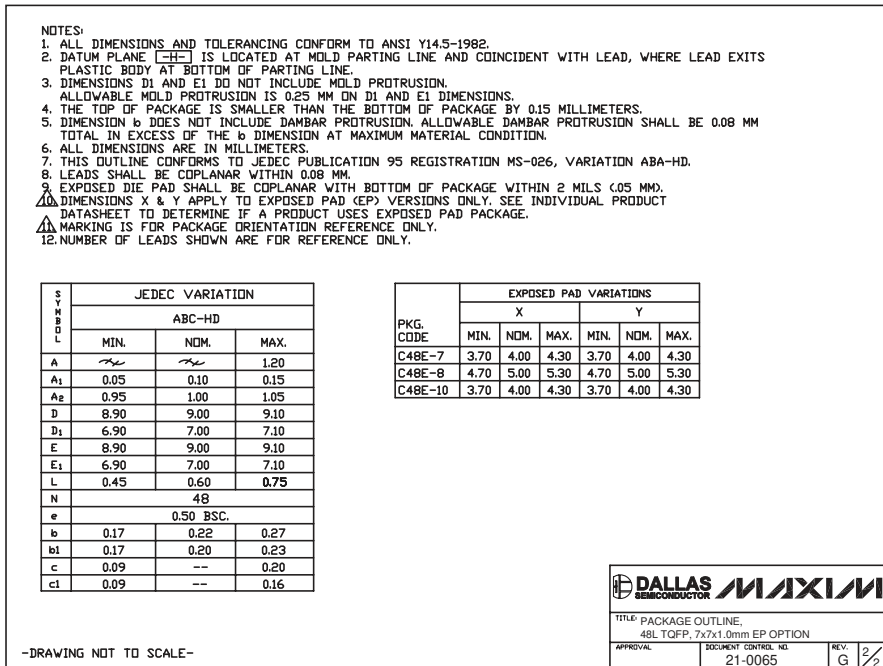 NOTES:
1. ALL DIMENSIONS AND TOLERANCING CONFORM TO ANSI Y14.5-1982.
2. DATUM PLANE -H- IS LOCATED AT MOLD PARTING LINE AND COINCIDENT WITH LEAD, WHERE LEAD EXITS
PLASTIC BODY AT BOTTOM OF PARTING LINE.
3. DIMENSIONS D1 AND E1 DO NOT INCLUDE MOLD PROTRUSION.
ALLOWABLE MOLD PROTRUSION IS 0.25 MM ON D1 AND E1 DIMENSIONS.
4. THE TOP OF PACKAGE IS SMALLER THAN THE BOTTOM OF PACKAGE BY 0.15 MILLIMETERS.
5. DIMENSION b DOES NOT INCLUDE DAMBAR PROTRUSION. ALLOWABLE DAMBAR PROTRUSION SHALL BE 0.08 MM
TOTAL IN EXCESS OF THE b DIMENSION AT MAXIMUM MATERIAL CONDITION.
6. ALL DIMENSIONS ARE IN MILLIMETERS.
7. THIS OUTLINE CONFORMS TO JEDEC PUBLICATION 95 REGISTRATION MS-026, VARIATION ABA-HD.
8. LEADS SHALL BE COPLANAR WITHIN 0.08 MM.
9. EXPOSED DIE PAD SHALL BE COPLANAR WITH BOTTOM OF PACKAGE WITHIN 2 MILS (.05 MM).
10. DIMENSIONS X & Y APPLY TO EXPOSED PAD (EP) VERSIONS ONLY. SEE INDIVIDUAL PRODUCT
DATASHEET TO DETERMINE IF A PRODUCT USES EXPOSED PAD PACKAGE.
11. MARKING IS FOR PACKAGE ORIENTATION REFERENCE ONLY.
12. NUMBER OF LEADS SHOWN ARE FOR REFERENCE ONLY.
SYMBOL JEDEC VARIATION
ABC-HD
MIN. NOM. MAX.
A 1.20
A1 0.05 0.10 0.15
A2 0.95 1.00 1.05
D 8.90 9.00 9.10
D1 6.90 7.00 7.10
E 8.90 9.00 9.10
E1 6.90 7.00 7.10
L 0.45 0.60 0.75
N 48
e 0.50 BSC.
b 0.17 0.22 0.27
b1 0.17 0.20 0.23
c 0.09 -- 0.20
c1 0.09 -- 0.16
EXPOSED PAD VARIATIONS
PKG. CODE X Y
MIN. NOM. MAX. MIN. NOM. MAX.
C48E-7 3.70 4.00 4.30 3.70 4.00 4.30
C48E-8 4.70 5.00 5.30 4.70 5.00 5.30
C48E-10 3.70 4.00 4.30 3.70 4.00 4.30
DALLAS SEMICONDUCTOR MAXIM
TITLE: PACKAGE OUTLINE,
48L TQFP, 7x7x1.0mm EP OPTION
APPROVAL DOCUMENT CONTROL NO. REV.
21-0065 G 2/2
-DRAWING NOT TO SCALE-